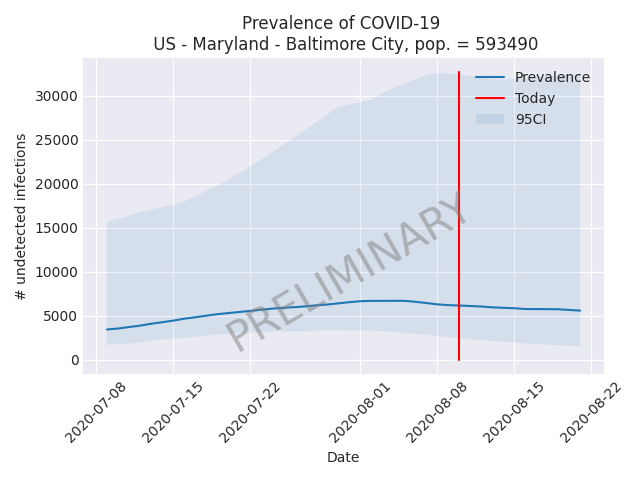 Prevalence of COVID-19
US - Maryland - Baltimore City, pop. = 593490
30000
25000
20000
15000
10000
5000
0
# undetected infections
Prevalence
Today
95CI
PRELIMINARY
2020-07-08
2020-07-15
2020-07-22
2020-08-01
2020-08-08
2020-08-15
2020-08-22
Date